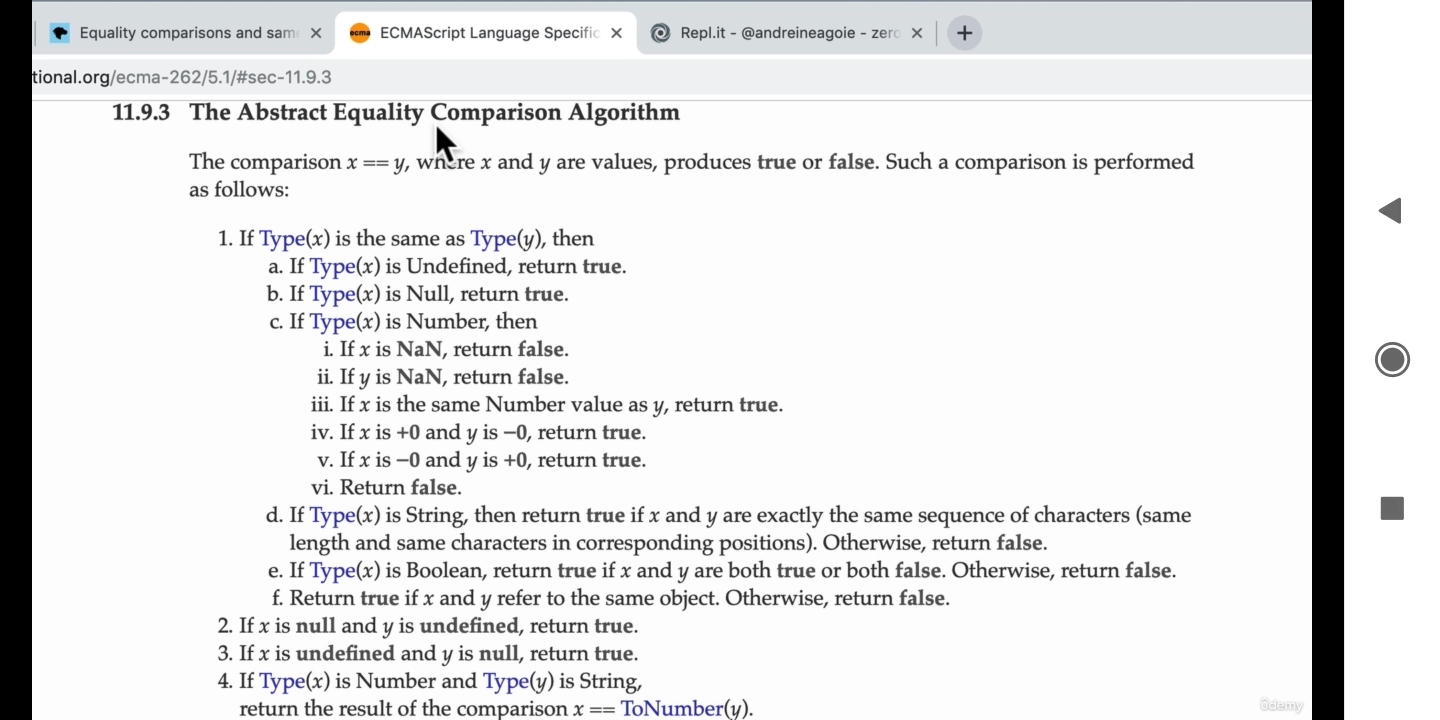 Equality comparisons and sam
ecma ECMAScript Language Specific
Repl.it - @andreineagoie - zero
tional.org/ecma-262/5.1/#sec-11.9.3
11.9.3 The Abstract Equality Comparison Algorithm
The comparison x == y, where x and y are values, produces true or false. Such a comparison is performed
as follows:
1. If Type(x) is the same as Type(y), then
a. If Type(x) is Undefined, return true.
b. If Type(x) is Null, return true.
c. If Type(x) is Number, then
i. If x is NaN, return false.
ii. If y is NaN, return false.
iii. If x is the same Number value as y, return true.
iv. If x is +0 and y is −0, return true.
v. If x is −0 and y is +0, return true.
vi. Return false.
d. If Type(x) is String, then return true if x and y are exactly the same sequence of characters (same
length and same characters in corresponding positions). Otherwise, return false.
e. If Type(x) is Boolean, return true if x and y are both true or both false. Otherwise, return false.
f. Return true if x and y refer to the same object. Otherwise, return false.
2. If x is null and y is undefined, return true.
3. If x is undefined and y is null, return true.
4. If Type(x) is Number and Type(y) is String,
return the result of the comparison x == ToNumber(y).
ûdemy